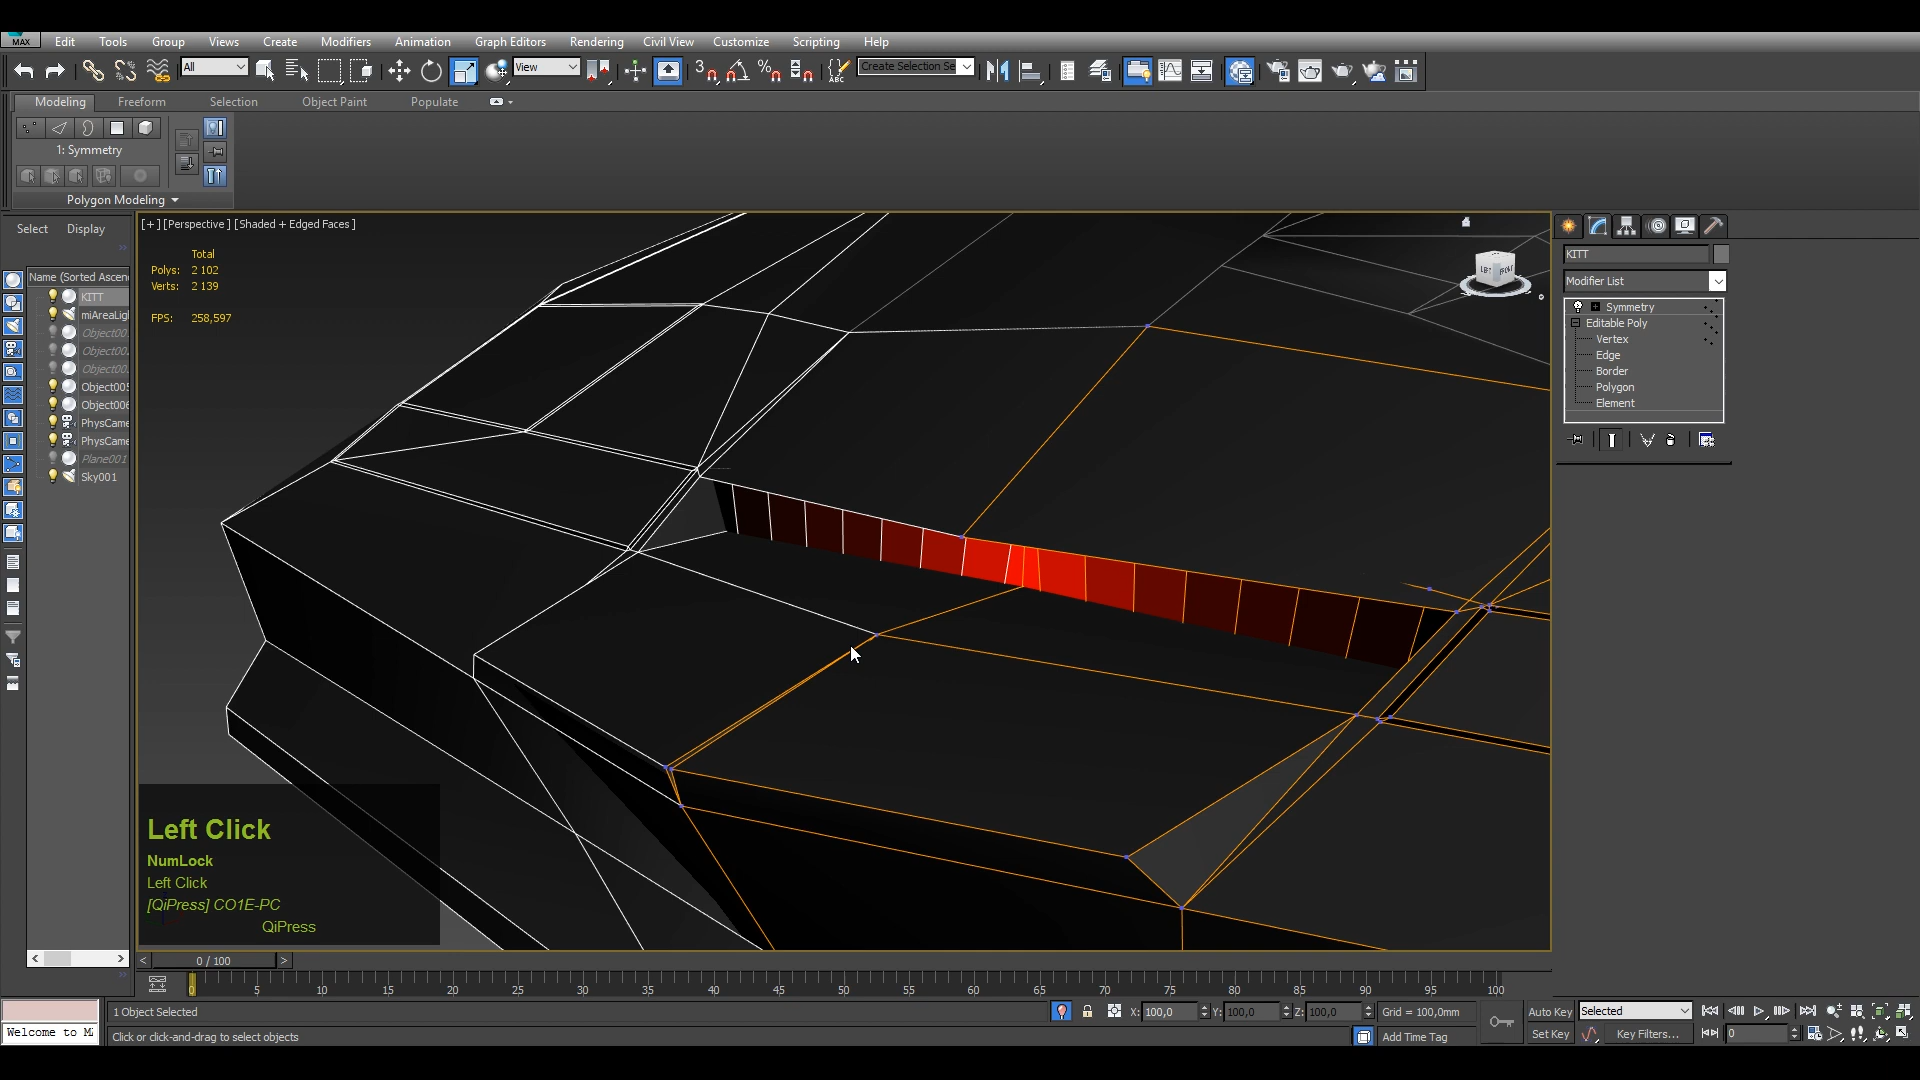 MAX
Edit Tools Group Views Create Modifiers Animation Graph Editors Rendering Civil View Customize Scripting Help
All View Create Selection Se
Modeling Freeform Selection Object Paint Populate
1: Symmetry
Polygon Modeling
Select Display
[+] [Perspective] [Shaded + Edged Faces]
Total
Polys: 2 102
Verts: 2 139
FPS: 258,597
Name (Sorted Ascen
KITT
miAreaLig
Object00
Object00
Object00
Object005
Object006
PhysCame
PhysCame
Plane001
Sky001
KITT
Modifier List
Symmetry
Editable Poly
Vertex
Edge
Border
Polygon
Element
Left Click
NumLock
Left Click
[QiPress] CO1E-PC
QiPress
< 0 / 100 >
0 5 10 15 20 25 30 35 40 45 50 55 60 65 70 75 80 85 90 95 100
1 Object Selected X: 100,0 Y: 100,0 Z: 100,0 Grid = 100,0mm Auto Key Selected
Welcome to M Click or click-and-drag to select objects Add Time Tag Set Key Key Filters... 0